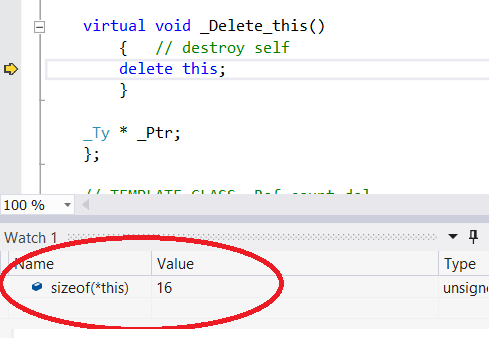 virtual void _Delete_this()
{ // destroy self
delete this;
}
_Ty * _Ptr;
};
// TEMPLATE CLASS _Ref_count_del
100 %
Watch 1
Name Value Type
sizeof(*this) 16 unsigne